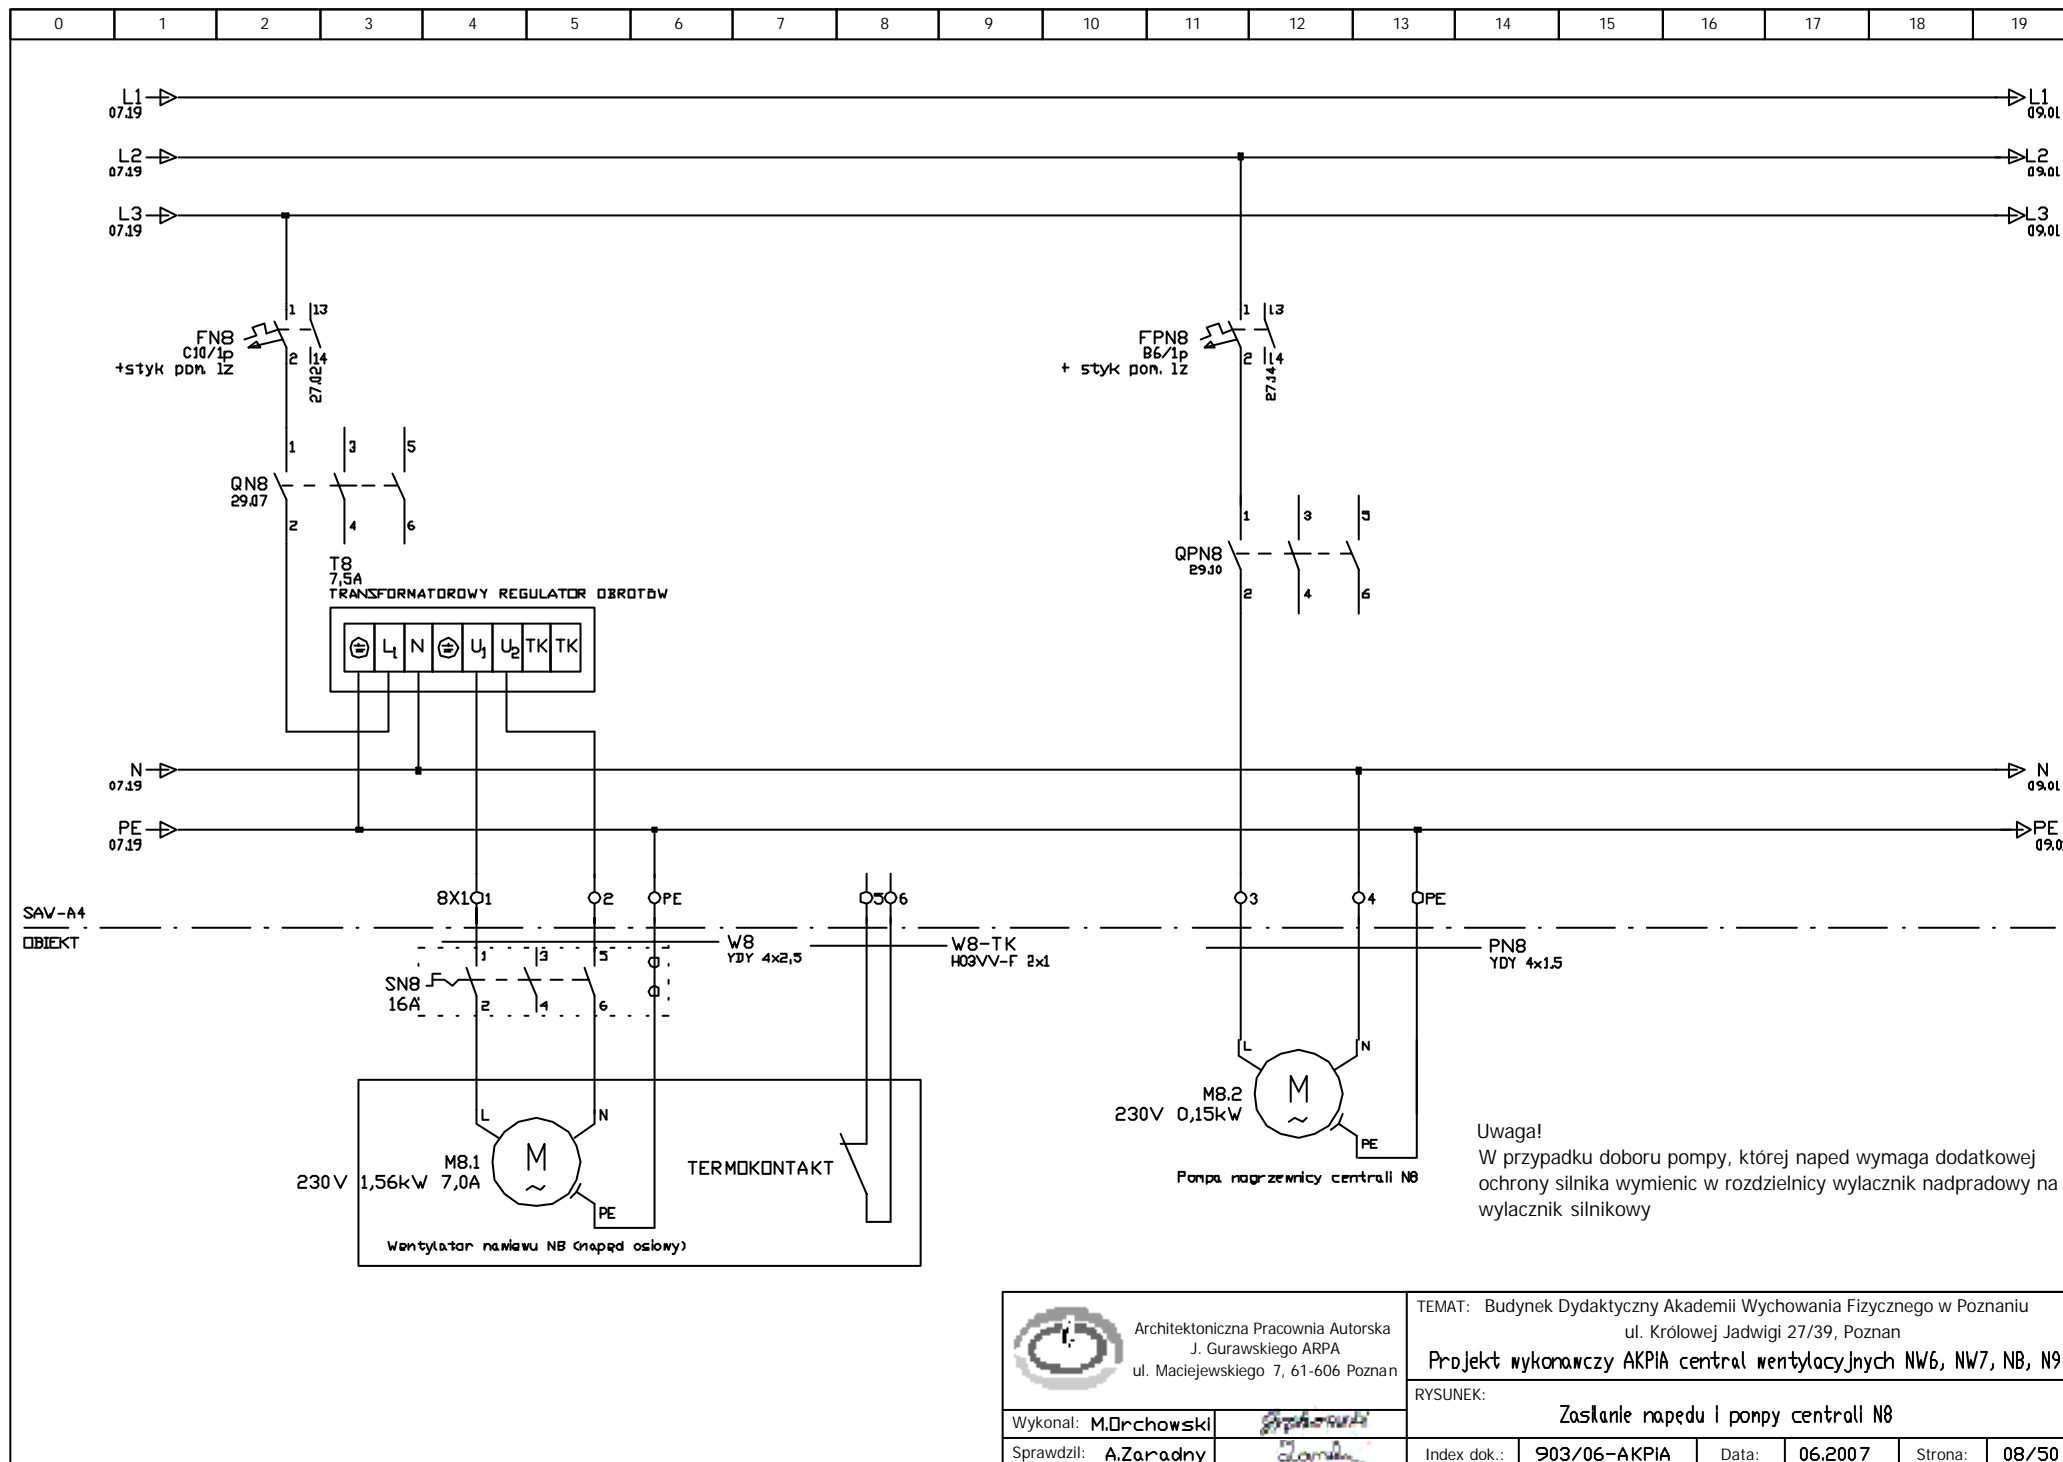 0 1 2 3 4 5 6 7 8 9 10 11 12 13 14 15 16 17 18 19
L1
07.19
L1
09.01
L2
07.19
L2
09.01
L3
07.19
L3
09.01
FN8
C10/1p
+styk pom. 1z
1 13
2 14
27.02
FPN8
B6/1p
+ styk pom. 1z
1 13
2 14
27.14
QN8
29.07
1 3 5
2 4 6
QPN8
29.10
1 3 5
2 4 6
T8
7,5A
TRANSFORMATOROWY REGULATOR OBROTÓW
L1 N U1 U2 TK TK
N
07.19
N
09.01
PE
07.19
PE
09.0
8X1 1 2 PE 5 6 3 4 PE
SAV-A4
OBIEKT
W8
YDY 4x2,5
W8-TK
H03VV-F 2x1
PN8
YDY 4x1.5
SN8
16A
1 3 5
2 4 6
L N
M
~
PE
M8.1
230V 1,56kW 7,0A
TERMOKONTAKT
Wentylator nawiewu N8 (napęd osiowy)
L N
M
~
PE
M8.2
230V 0,15kW
Pompa nagrzewnicy centrali N8
Uwaga!
W przypadku doboru pompy, której naped wymaga dodatkowej
ochrony silnika wymienic w rozdzielnicy wylacznik nadpradowy na
wylacznik silnikowy
Architektoniczna Pracownia Autorska
J. Gurawskiego ARPA
ul. Maciejewskiego 7, 61-606 Poznan
TEMAT: Budynek Dydaktyczny Akademii Wychowania Fizycznego w Poznaniu
ul. Królowej Jadwigi 27/39, Poznan
Projekt wykonawczy AKPiA central wentylacyjnych NW6, NW7, N8, N9
RYSUNEK:
Zasilanie napędu i pompy centrali N8
Wykonal: M.Orchowski
Sprawdzil: A.Zaradny
Index dok.: 903/06-AKPiA Data: 06.2007 Strona: 08/50